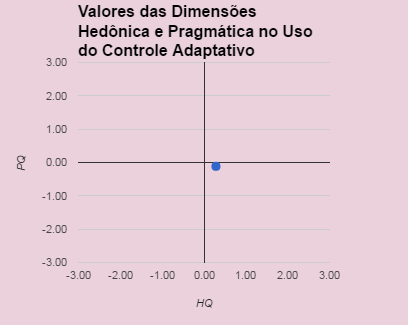 Valores das Dimensões
Hedônica e Pragmática no Uso
do Controle Adaptativo
3.00
2.00
1.00
PQ
0.00
-1.00
-2.00
-3.00
-3.00 -2.00 -1.00 0.00 1.00 2.00 3.00
HQ